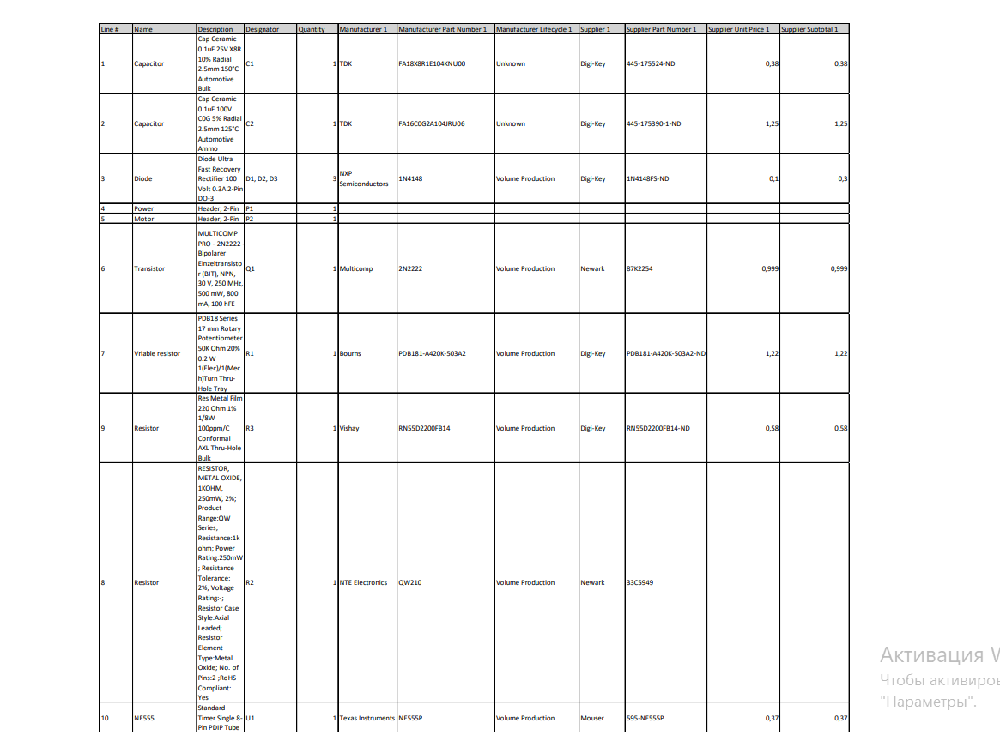 Line # Name Description Designator Quantity Manufacturer 1 Manufacturer Part Number 1 Manufacturer Lifecycle 1 Supplier 1 Supplier Part Number 1 Supplier Unit Price 1 Supplier Subtotal 1
1 Capacitor
Cap Ceramic
0.1uF 25V X8R
10% Radial
2.5mm 150°C
Automotive
Bulk
C1 1 TDK FA18X8R1E104KNU00 Unknown Digi-Key 445-175524-ND 0,38 0,38
2 Capacitor
Cap Ceramic
0.1uF 100V
C0G 5% Radial
2.5mm 125°C
Automotive
Ammo
C2 1 TDK FA16C0G2A104JRU06 Unknown Digi-Key 445-175390-1-ND 1,25 1,25
3 Diode
Diode Ultra
Fast Recovery
Rectifier 100
Volt 0.3A 2-Pin
DO-3
D1, D2, D3 3
NXP
Semiconductors
1N4148 Volume Production Digi-Key 1N4148FS-ND 0,1 0,3
4 Power Header, 2-Pin P1 1
5 Motor Header, 2-Pin P2 1
6 Transistor
MULTICOMP
PRO - 2N2222 -
Bipolarer
Einzeltransisto
r (BJT), NPN,
30 V, 250 MHz,
500 mW, 800
mA, 100 hFE
Q1 1 Multicomp 2N2222 Volume Production Newark 87K2254 0,999 0,999
7 Vriable resistor
PDB18 Series
17 mm Rotary
Potentiometer
50K Ohm 20%
0.2 W
1(Elec)/1(Mec
h)Turn Thru-
Hole Tray
R1 1 Bourns PDB181-A420K-503A2 Volume Production Digi-Key PDB181-A420K-503A2-ND 1,22 1,22
9 Resistor
Res Metal Film
220 Ohm 1%
1/8W
100ppm/C
Conformal
AXL Thru-Hole
Bulk
R3 1 Vishay RN55D2200FB14 Volume Production Digi-Key RN55D2200FB14-ND 0,58 0,58
8 Resistor
RESISTOR,
METAL OXIDE,
1KOHM,
250mW, 2%;
Product
Range:QW
Series;
Resistance:1k
ohm; Power
Rating:250mW
; Resistance
Tolerance:
2%; Voltage
Rating:-;
Resistor Case
Style:Axial
Leaded;
Resistor
Element
Type:Metal
Oxide; No. of
Pins:2 ;RoHS
Compliant:
Yes
R2 1 NTE Electronics QW210 Volume Production Newark 33C5949
10 NE555
Standard
Timer Single 8-
Pin PDIP Tube
U1 1 Texas Instruments NE555P Volume Production Mouser 595-NE555P 0,37 0,37
Активация
Чтобы
"Параметры".